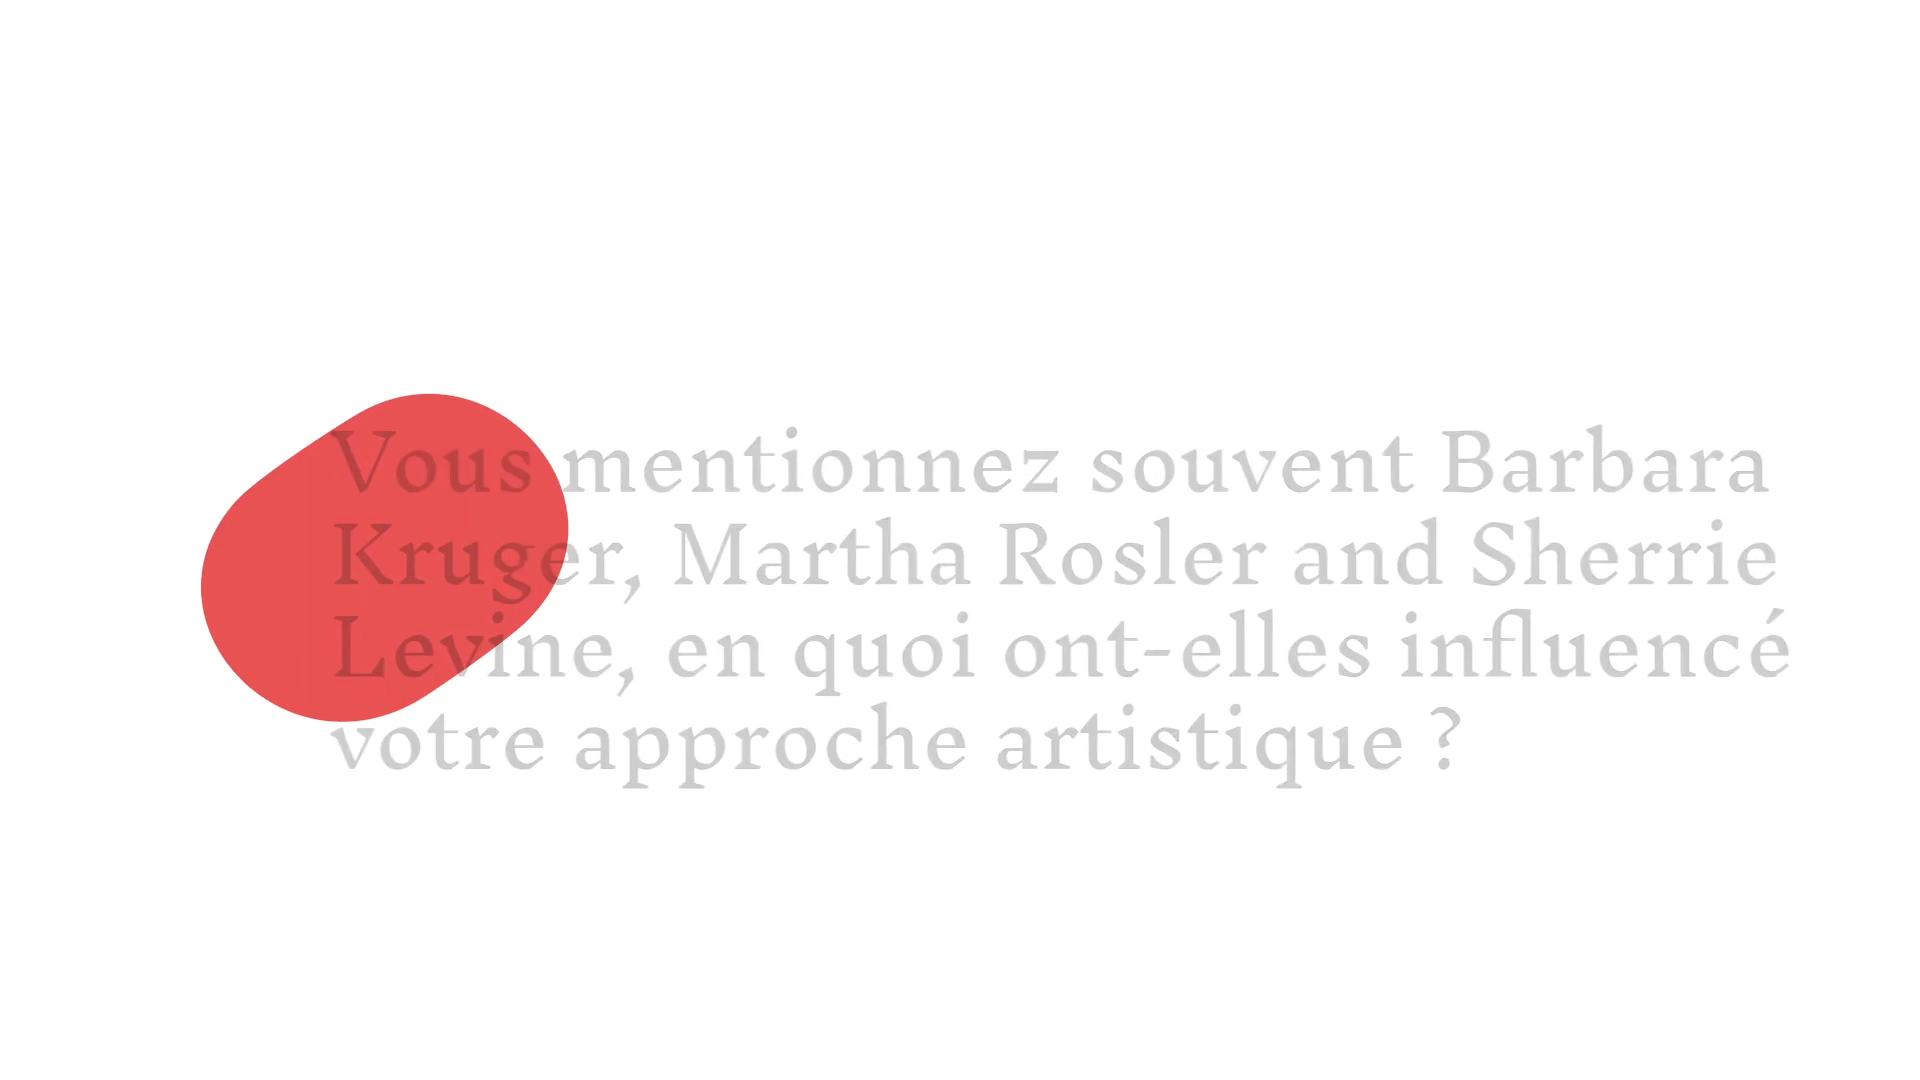 Vous mentionnez souvent Barbara
Kruger, Martha Rosler and Sherrie
Levine, en quoi ont-elles influencé
votre approche artistique ?